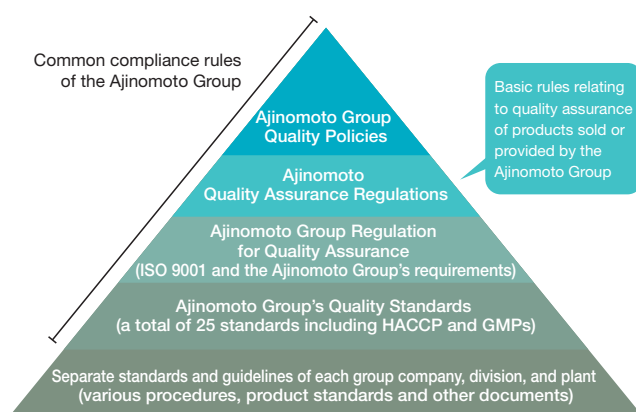 Common compliance rules
of the Ajinomoto Group
Ajinomoto Group
Quality Policies
Basic rules relating
to quality assurance
of products sold or
provided by the
Ajinomoto Group
Ajinomoto
Quality Assurance Regulations
Ajinomoto Group Regulation
for Quality Assurance
(ISO 9001 and the Ajinomoto Group's requirements)
Ajinomoto Group's Quality Standards
(a total of 25 standards including HACCP and GMPs)
Separate standards and guidelines of each group company, division, and plant
(various procedures, product standards and other documents)